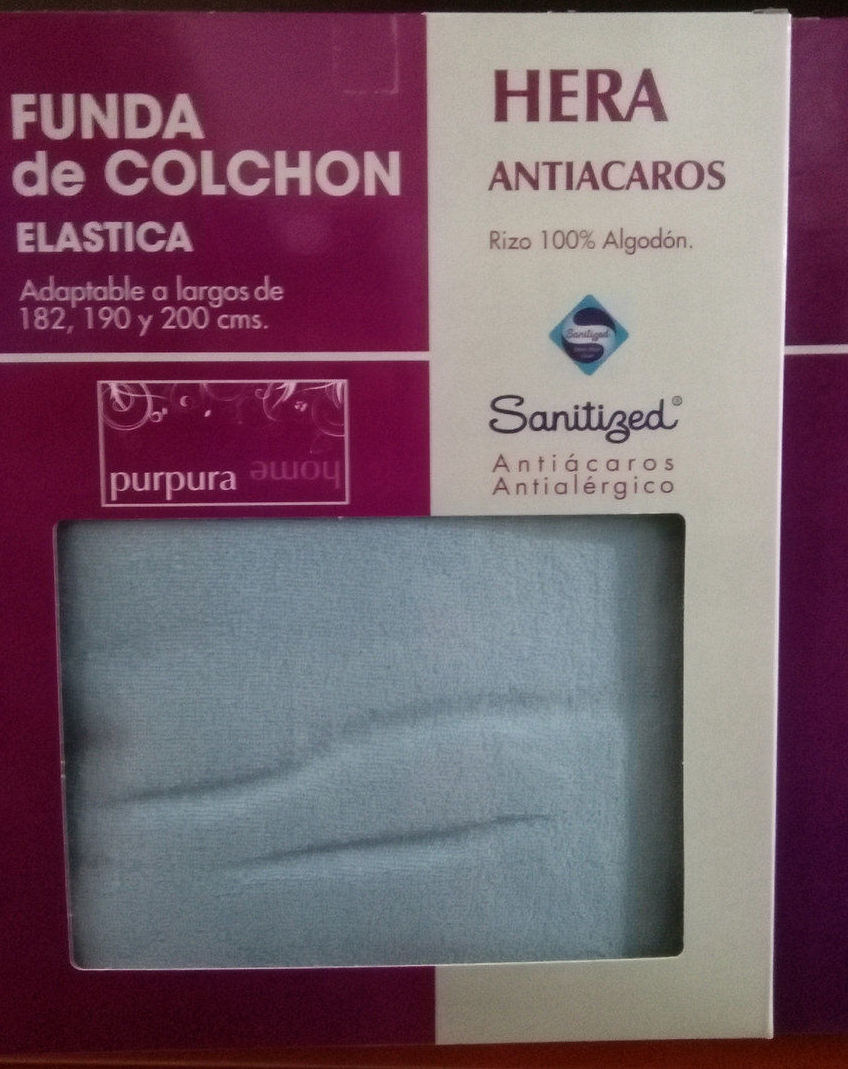 FUNDA
de COLCHON
ELASTICA
Adaptable a largos de
182, 190 y 200 cms.
purpura home
HERA
ANTIACAROS
Rizo 100% Algodón.
Sanitized
Sanitized®
Antiácaros
Antialérgico